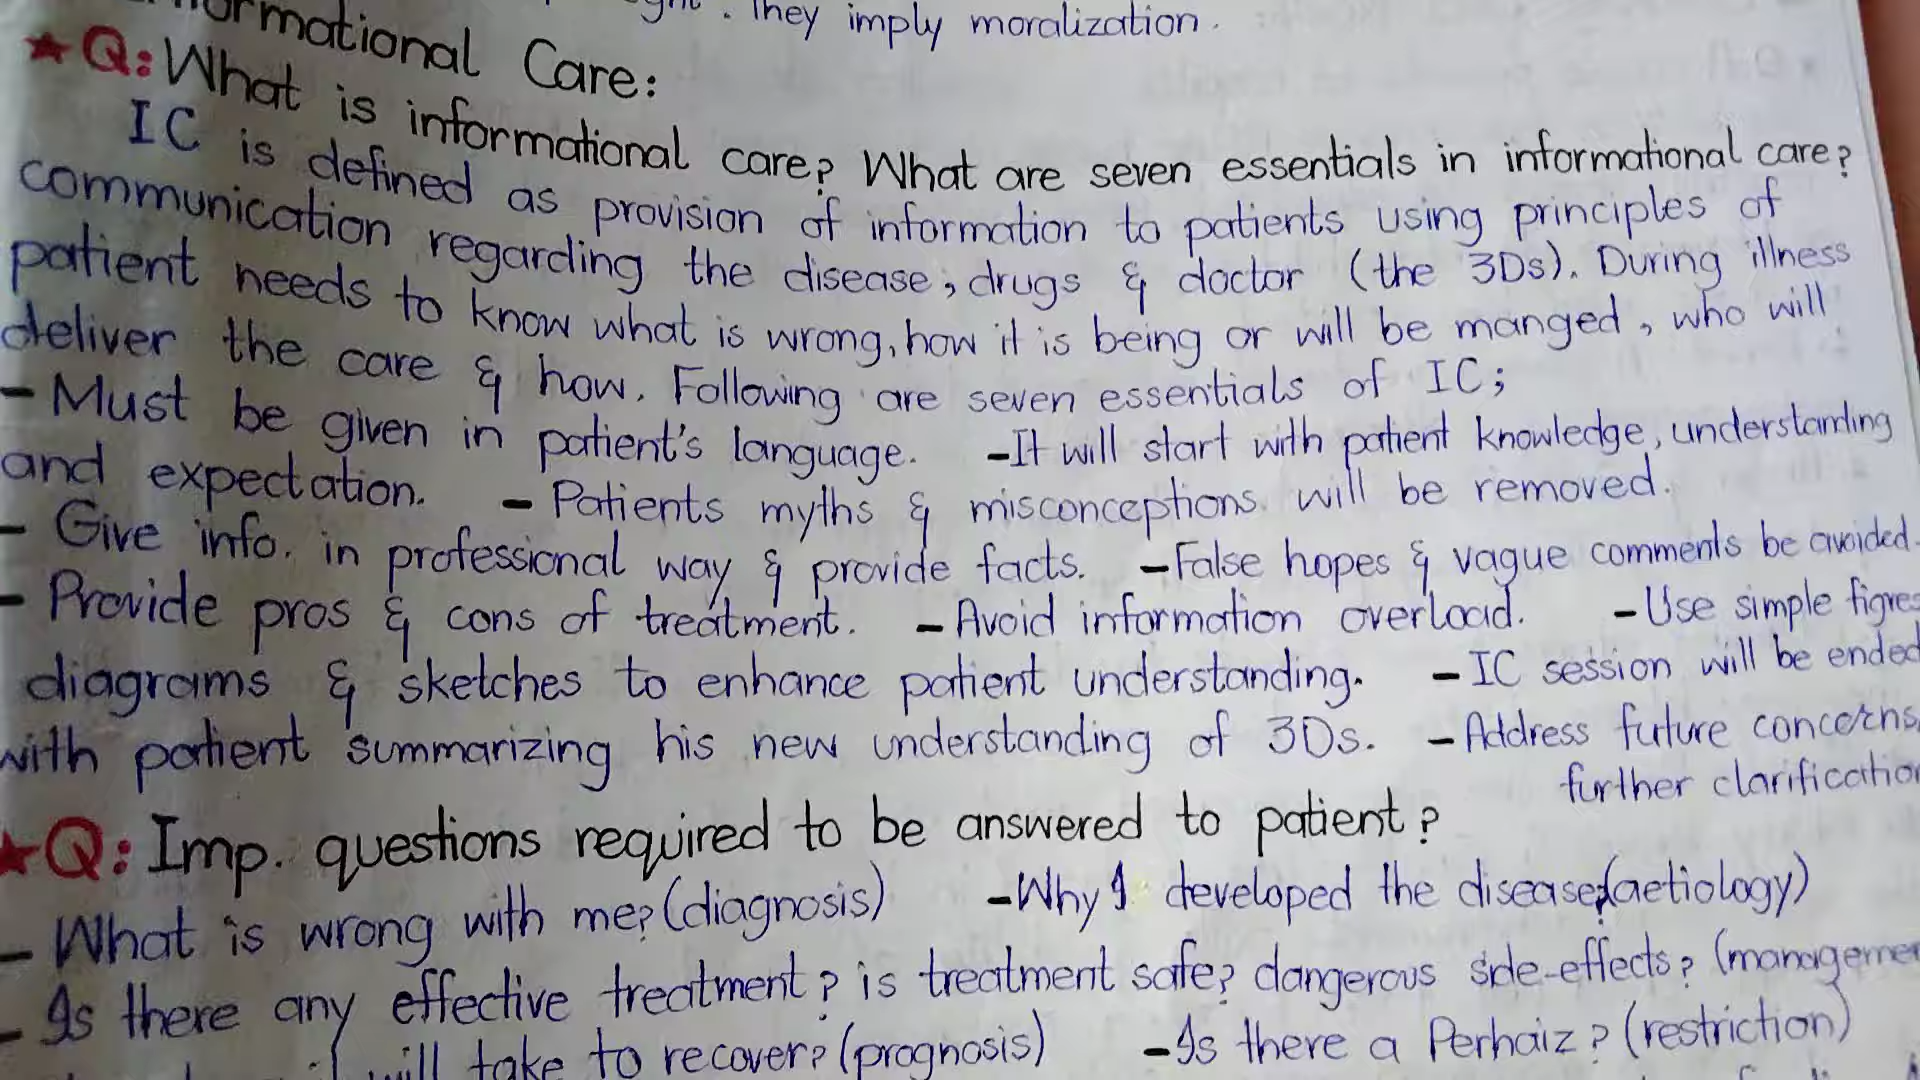 They imply moralization.
Care:
★Q: What is informational care? What are seven essentials in informational care?
IC is defined as provision of information to patients using principles of
communication regarding the disease, drugs & doctor (the 3Ds). During illness
patient needs to know what is wrong, how it is being or will be manged, who will
deliver the care & how. Following are seven essentials of IC;
- Must be given in patient's language. - It will start with patient knowledge, understanding
and expectation. - Patients myths & misconceptions will be removed.
- Give info. in professional way & provide facts. - False hopes & vague comments be avoided.
- Provide pros & cons of treatment. - Avoid information overload. - Use simple figres
diagrams & sketches to enhance patient understanding. - IC session will be ended
with patient summarizing his new understanding of 3Ds. - Address future concerns,
further clarification
★Q: Imp. questions required to be answered to patient?
- What is wrong with me? (diagnosis) - Why I developed the disease? (aetiology)
- Is there any effective treatment? is treatment safe? dangerous side-effects? (managemen
will take to recover? (prognosis) - Is there a Perhaiz? (restriction)